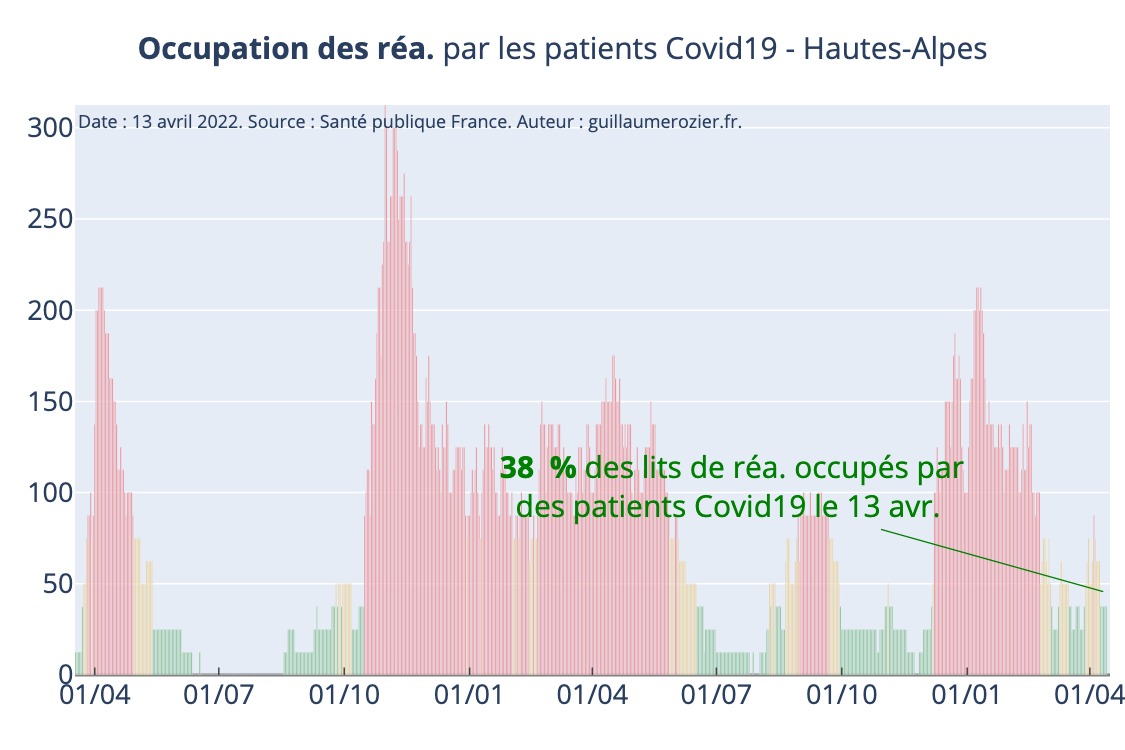 Occupation des réa. par les patients Covid19 - Hautes-Alpes
Date : 13 avril 2022. Source : Santé publique France. Auteur : guillaumerozier.fr.
300
250
200
150
100
50
0
38 % des lits de réa. occupés par
des patients Covid19 le 13 avr.
01/04 01/07 01/10 01/01 01/04 01/07 01/10 01/01 01/04